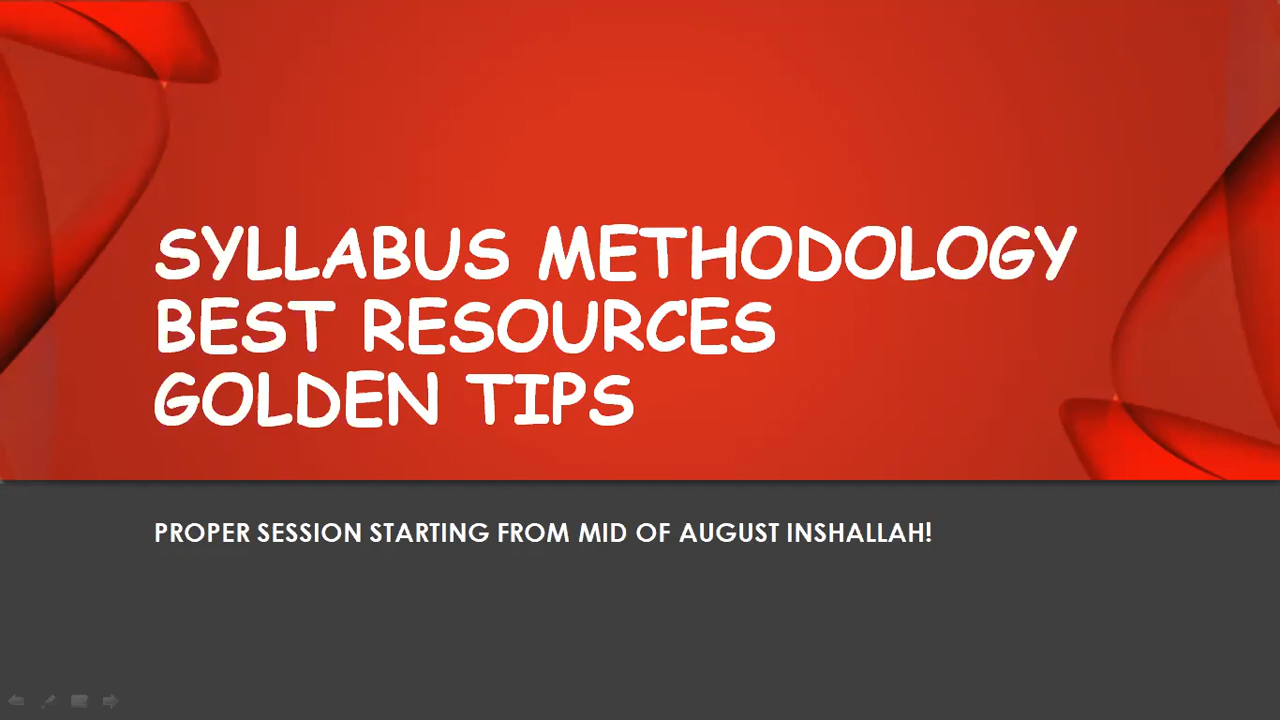 SYLLABUS METHODOLOGY
BEST RESOURCES
GOLDEN TIPS
PROPER SESSION STARTING FROM MID OF AUGUST INSHALLAH!